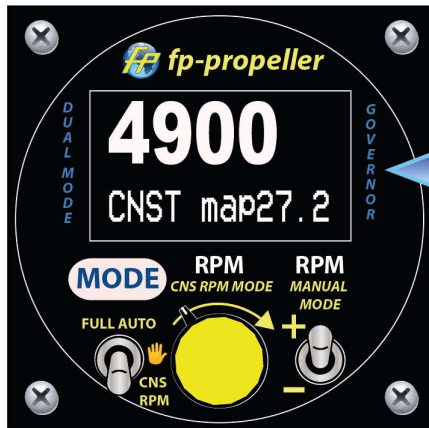 FP fp-propeller
DUAL MODE
4900
CNST map27.2
GOVERNOR
MODE
RPM
CNS RPM MODE
RPM
MANUAL
MODE
FULL AUTO
CNS
RPM
+
–